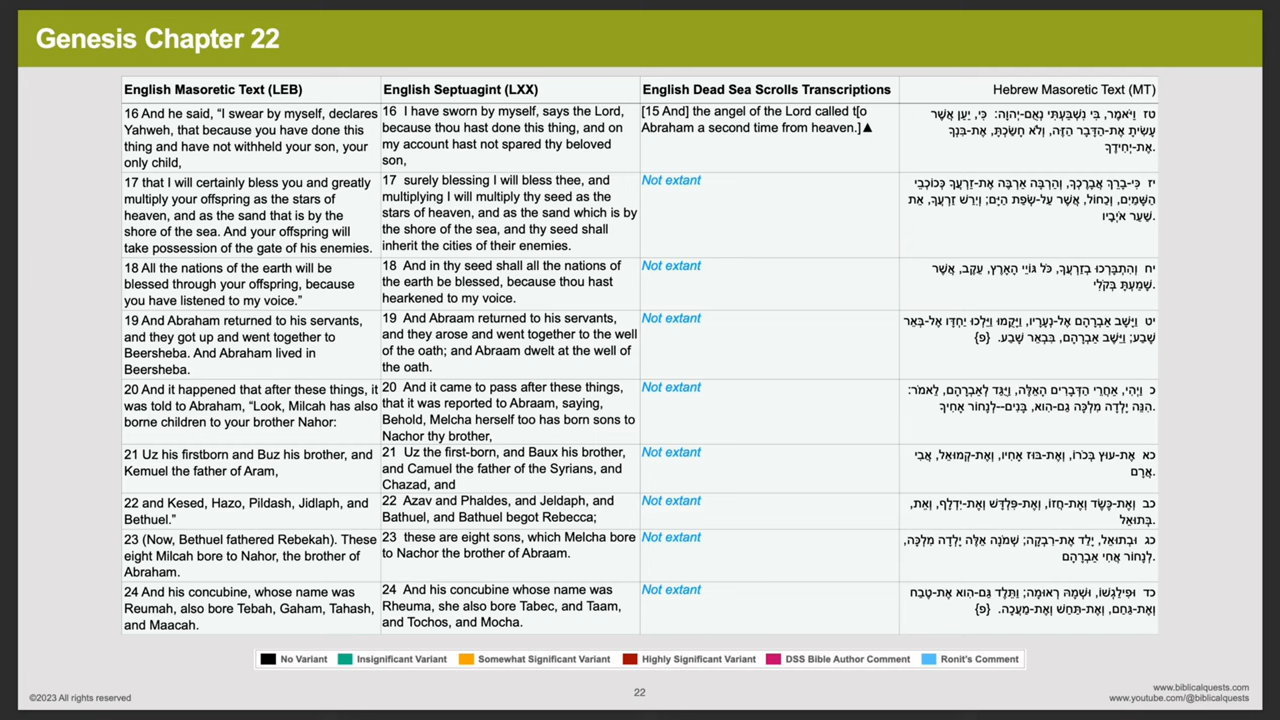 Genesis Chapter 22
English Masoretic Text (LEB)
English Septuagint (LXX)
English Dead Sea Scrolls Transcriptions
Hebrew Masoretic Text (MT)
16 And he said, “I swear by myself, declares
Yahweh, that because you have done this
thing and have not withheld your son, your
only child,
16  I have sworn by myself, says the Lord,
because thou hast done this thing, and on
my account hast not spared thy beloved
son,
[15 And] the angel of the Lord called t[o
Abraham a second time from heaven.]▲
טז  וַיֹּאמֶר, בִּי נִשְׁבַּעְתִּי נְאֻם-יְהוָה:  כִּי, יַעַן אֲשֶׁר
עָשִׂיתָ אֶת-הַדָּבָר הַזֶּה, וְלֹא חָשַׂכְתָּ, אֶת-בִּנְךָ
אֶת-יְחִידֶךָ.
17 that I will certainly bless you and greatly
multiply your offspring as the stars of
heaven, and as the sand that is by the
shore of the sea. And your offspring will
take possession of the gate of his enemies.
17  surely blessing I will bless thee, and
multiplying I will multiply thy seed as the
stars of heaven, and as the sand which is by
the shore of the sea, and thy seed shall
inherit the cities of their enemies.
Not extant
יז  כִּי-בָרֵךְ אֲבָרֶכְךָ, וְהַרְבָּה אַרְבֶּה אֶת-זַרְעֲךָ כְּכוֹכְבֵי
הַשָּׁמַיִם, וְכַחוֹל, אֲשֶׁר עַל-שְׂפַת הַיָּם; וְיִרַשׁ זַרְעֲךָ, אֵת
שַׁעַר אֹיְבָיו.
18 All the nations of the earth will be
blessed through your offspring, because
you have listened to my voice.”
18  And in thy seed shall all the nations of
the earth be blessed, because thou hast
hearkened to my voice.
Not extant
יח  וְהִתְבָּרְכוּ בְזַרְעֲךָ, כֹּל גּוֹיֵי הָאָרֶץ, עֵקֶב, אֲשֶׁר
שָׁמַעְתָּ בְּקֹלִי.
19 And Abraham returned to his servants,
and they got up and went together to
Beersheba. And Abraham lived in
Beersheba.
19  And Abraam returned to his servants,
and they arose and went together to the well
of the oath; and Abraam dwelt at the well of
the oath.
Not extant
יט  וַיָּשָׁב אַבְרָהָם אֶל-נְעָרָיו, וַיָּקֻמוּ וַיֵּלְכוּ יַחְדָּו אֶל-בְּאֵר
שָׁבַע; וַיֵּשֶׁב אַבְרָהָם, בִּבְאֵר שָׁבַע.  {פ}
20 And it happened that after these things, it
was told to Abraham, “Look, Milcah has also
borne children to your brother Nahor:
20  And it came to pass after these things,
that it was reported to Abraam, saying,
Behold, Melcha herself too has born sons to
Nachor thy brother,
Not extant
כ  וַיְהִי, אַחֲרֵי הַדְּבָרִים הָאֵלֶּה, וַיֻּגַּד לְאַבְרָהָם, לֵאמֹר:
הִנֵּה יָלְדָה מִלְכָּה גַם-הִוא, בָּנִים--לְנָחוֹר אָחִיךָ.
21 Uz his firstborn and Buz his brother, and
Kemuel the father of Aram,
21  Uz the first-born, and Baux his brother,
and Camuel the father of the Syrians, and
Chazad, and
Not extant
כא  אֶת-עוּץ בְּכֹרוֹ, וְאֶת-בּוּז אָחִיו, וְאֶת-קְמוּאֵל, אֲבִי
אֲרָם.
22 and Kesed, Hazo, Pildash, Jidlaph, and
Bethuel.”
22  Azav and Phaldes, and Jeldaph, and
Bathuel, and Bathuel begot Rebecca;
Not extant
כב  וְאֶת-כֶּשֶׂד וְאֶת-חֲזוֹ, וְאֶת-פִּלְדָּשׁ וְאֶת-יִדְלָף, וְאֵת,
בְּתוּאֵל.
23 (Now, Bethuel fathered Rebekah). These
eight Milcah bore to Nahor, the brother of
Abraham.
23  these are eight sons, which Melcha bore
to Nachor the brother of Abraam.
Not extant
כג  וּבְתוּאֵל, יָלַד אֶת-רִבְקָה; שְׁמֹנָה אֵלֶּה יָלְדָה מִלְכָּה,
לְנָחוֹר אֲחִי אַבְרָהָם.
24 And his concubine, whose name was
Reumah, also bore Tebah, Gaham, Tahash,
and Maacah.
24  And his concubine whose name was
Rheuma, she also bore Tabec, and Taam,
and Tochos, and Mocha.
Not extant
כד  וּפִילַגְשׁוֹ, וּשְׁמָהּ רְאוּמָה; וַתֵּלֶד גַּם-הִוא אֶת-טֶבַח
וְאֶת-גַּחַם, וְאֶת-תַּחַשׁ וְאֶת-מַעֲכָה.  {פ}
No Variant
Insignificant Variant
Somewhat Significant Variant
Highly Significant Variant
DSS Bible Author Comment
Ronit's Comment
©2023 All rights reserved
22
www.biblicalquests.com
www.youtube.com/@biblicalquests